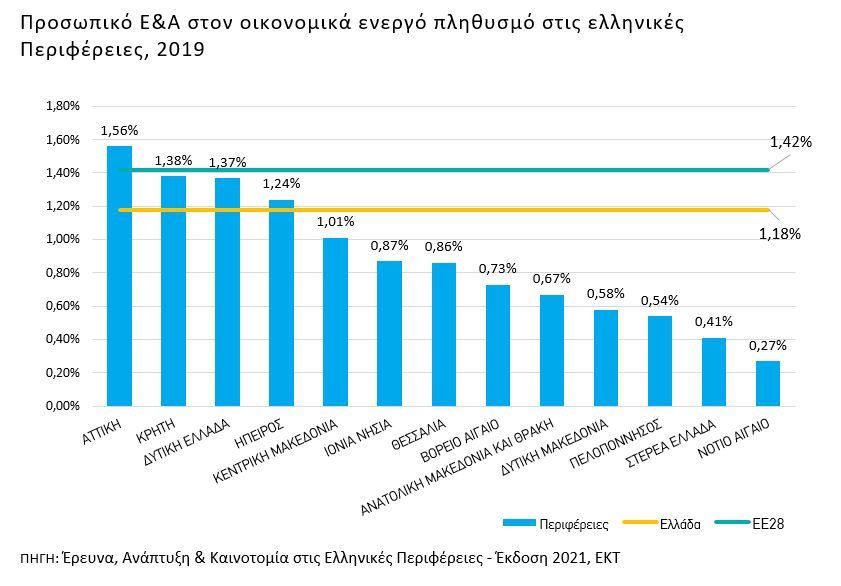 Προσωπικό Ε&Α στον οικονομικά ενεργό πληθυσμό στις ελληνικές
Περιφέρειες, 2019
1,80%
1,60%
1,40%
1,20%
1,00%
0,80%
0,60%
0,40%
0,20%
0,00%
1,56%
1,38%
1,37%
1,24%
1,01%
0,87%
0,86%
0,73%
0,67%
0,58%
0,54%
0,41%
0,27%
1,42%
1,18%
ΑΤΤΙΚΗ
ΚΡΗΤΗ
ΔΥΤΙΚΗ ΕΛΛΑΔΑ
ΗΠΕΙΡΟΣ
ΚΕΝΤΡΙΚΗ ΜΑΚΕΔΟΝΙΑ
ΙΟΝΙΑ ΝΗΣΙΑ
ΘΕΣΣΑΛΙΑ
ΒΟΡΕΙΟ ΑΙΓΑΙΟ
ΑΝΑΤΟΛΙΚΗ ΜΑΚΕΔΟΝΙΑ ΚΑΙ ΘΡΑΚΗ
ΔΥΤΙΚΗ ΜΑΚΕΔΟΝΙΑ
ΠΕΛΟΠΟΝΝΗΣΟΣ
ΣΤΕΡΕΑ ΕΛΛΑΔΑ
ΝΟΤΙΟ ΑΙΓΑΙΟ
Περιφέρειες
Ελλάδα
ΕΕ28
ΠΗΓΗ: Έρευνα, Ανάπτυξη & Καινοτομία στις Ελληνικές Περιφέρειες - Έκδοση 2021, ΕΚΤ